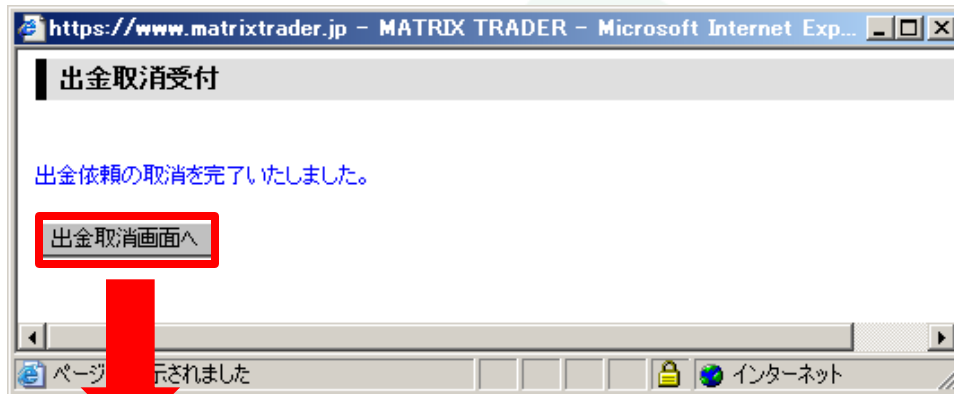 https://www.matrixtrader.jp - MATRIX TRADER - Microsoft Internet Exp...
出金取消受付
出金依頼の取消を完了いたしました。
出金取消画面へ
ページ 示されました
インターネット